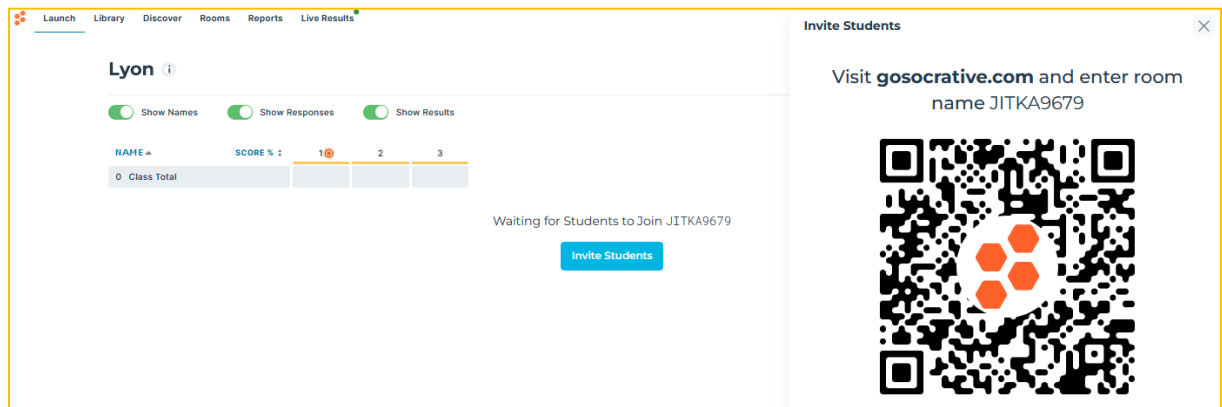 Launch Library Discover Rooms Reports Live Results
Invite Students
Lyon
Visit gosocrative.com and enter room
name JITKA9679
Show Names Show Responses Show Results
NAME SCORE % 1 2 3
0 Class Total
Waiting for Students to Join JITKA9679
Invite Students